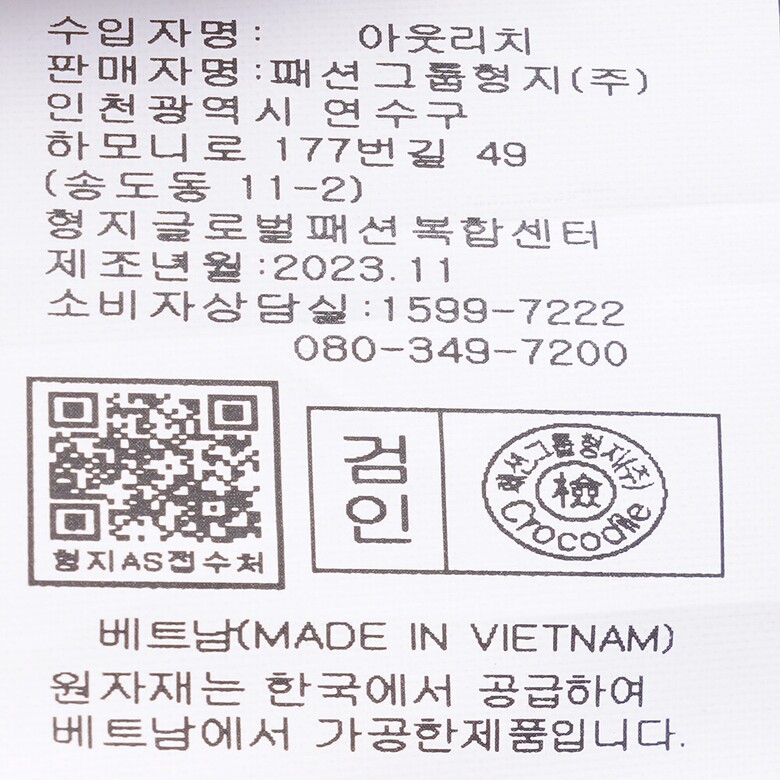 수입자명: 아웃리치
판매자명:패션그룹형지(주)
인천광역시 연수구
하모니로 177번길 49
(송도동 11-2)
형지글로벌패션복합센터
제조년월:2023.11
소비자상담실:1599-7222
080-349-7200
형지AS접수처
검인
패션그룹형지(주)
檢
Crocodile
베트남(MADE IN VIETNAM)
원자재는 한국에서 공급하여
베트남에서 가공한제품입니다.